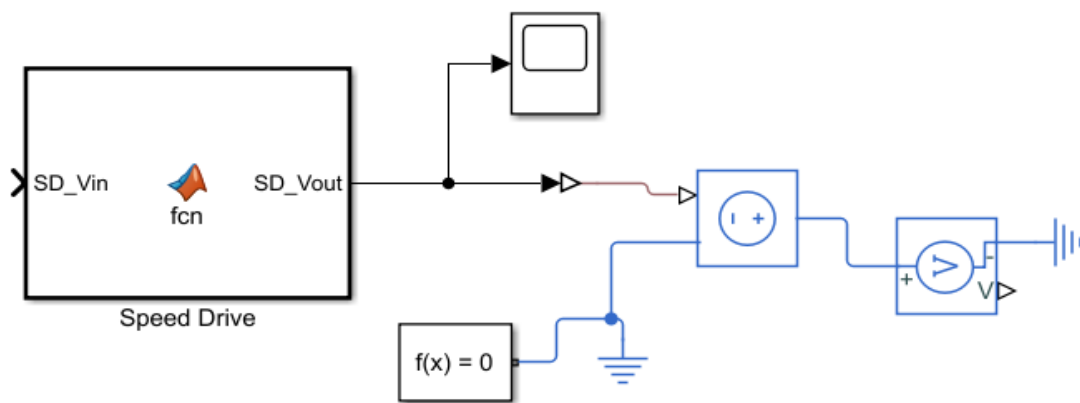 SD_Vin
fcn
SD_Vout
Speed Drive
f(x) = 0
- +
+
V
-
V